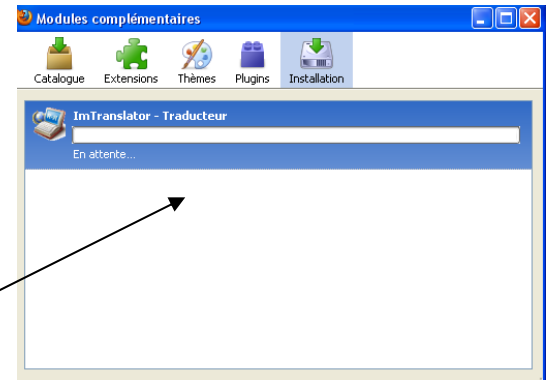 Modules complémentaires
Catalogue Extensions Thèmes Plugins Installation
ImTranslator - Traducteur
En attente...